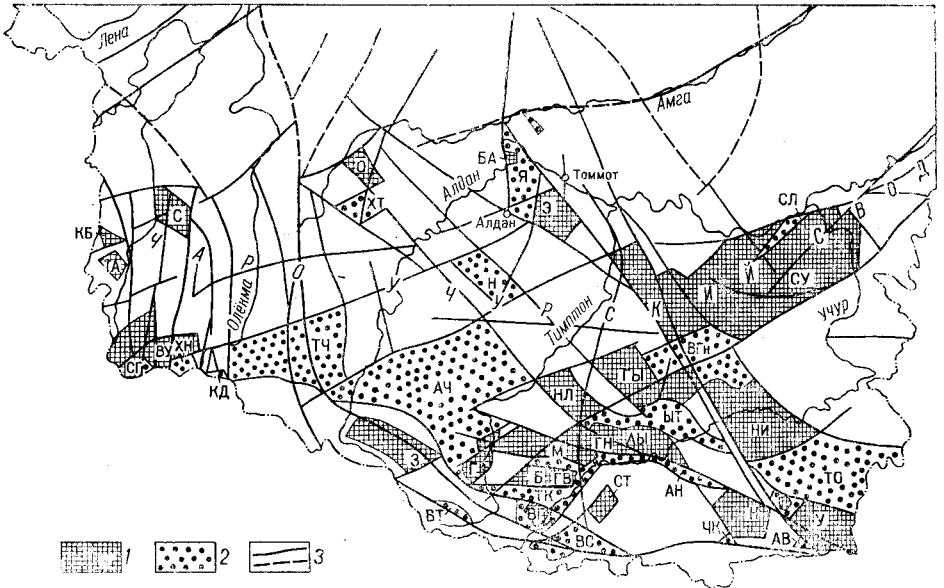 Лена
Амга
БА
Томмот
О
Алдан
Я
ХТ
Э
Алдан
СЛ
В
О
Д
С
КБ
Ч
С
А
А
Р
О
Олёкма
Н
Ч
Р
Тимптон
С
К
И
Й
СУ
Учур
ВУ
ХН
СГ
КД
ТЧ
АЧ
НЛ
ТЫ
ВГН
ЫТ
НИ
З
М
ГН
ДЫ
Б
ГВ
ТК
СТ
АН
ТО
ВТ
ВС
ЧК
АВ
У
1
2
3